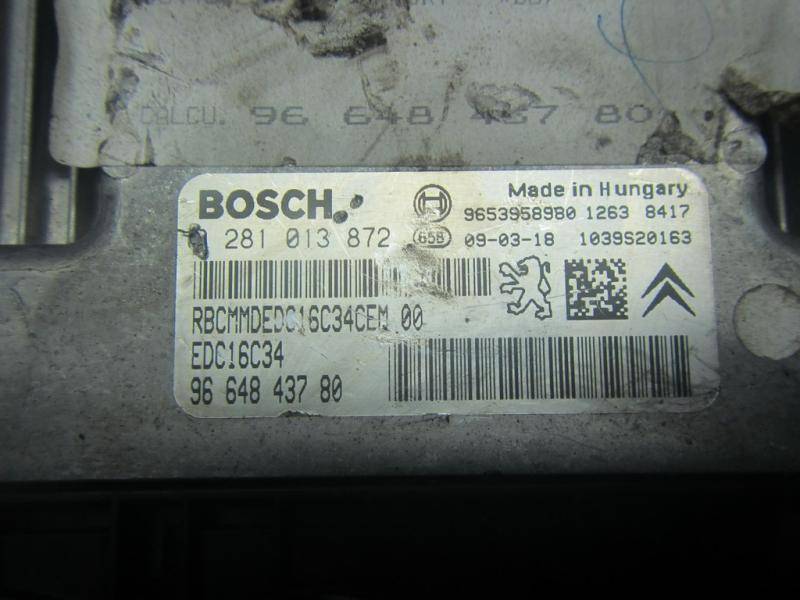 CALCU. 96 648 437 80
BOSCH
Made in Hungary
9653958980 1263 8417
281 013 872
65B
09-03-18 1039S20163
RBCMMDEDC16C34CEM 00
EDC16C34
96 648 437 80